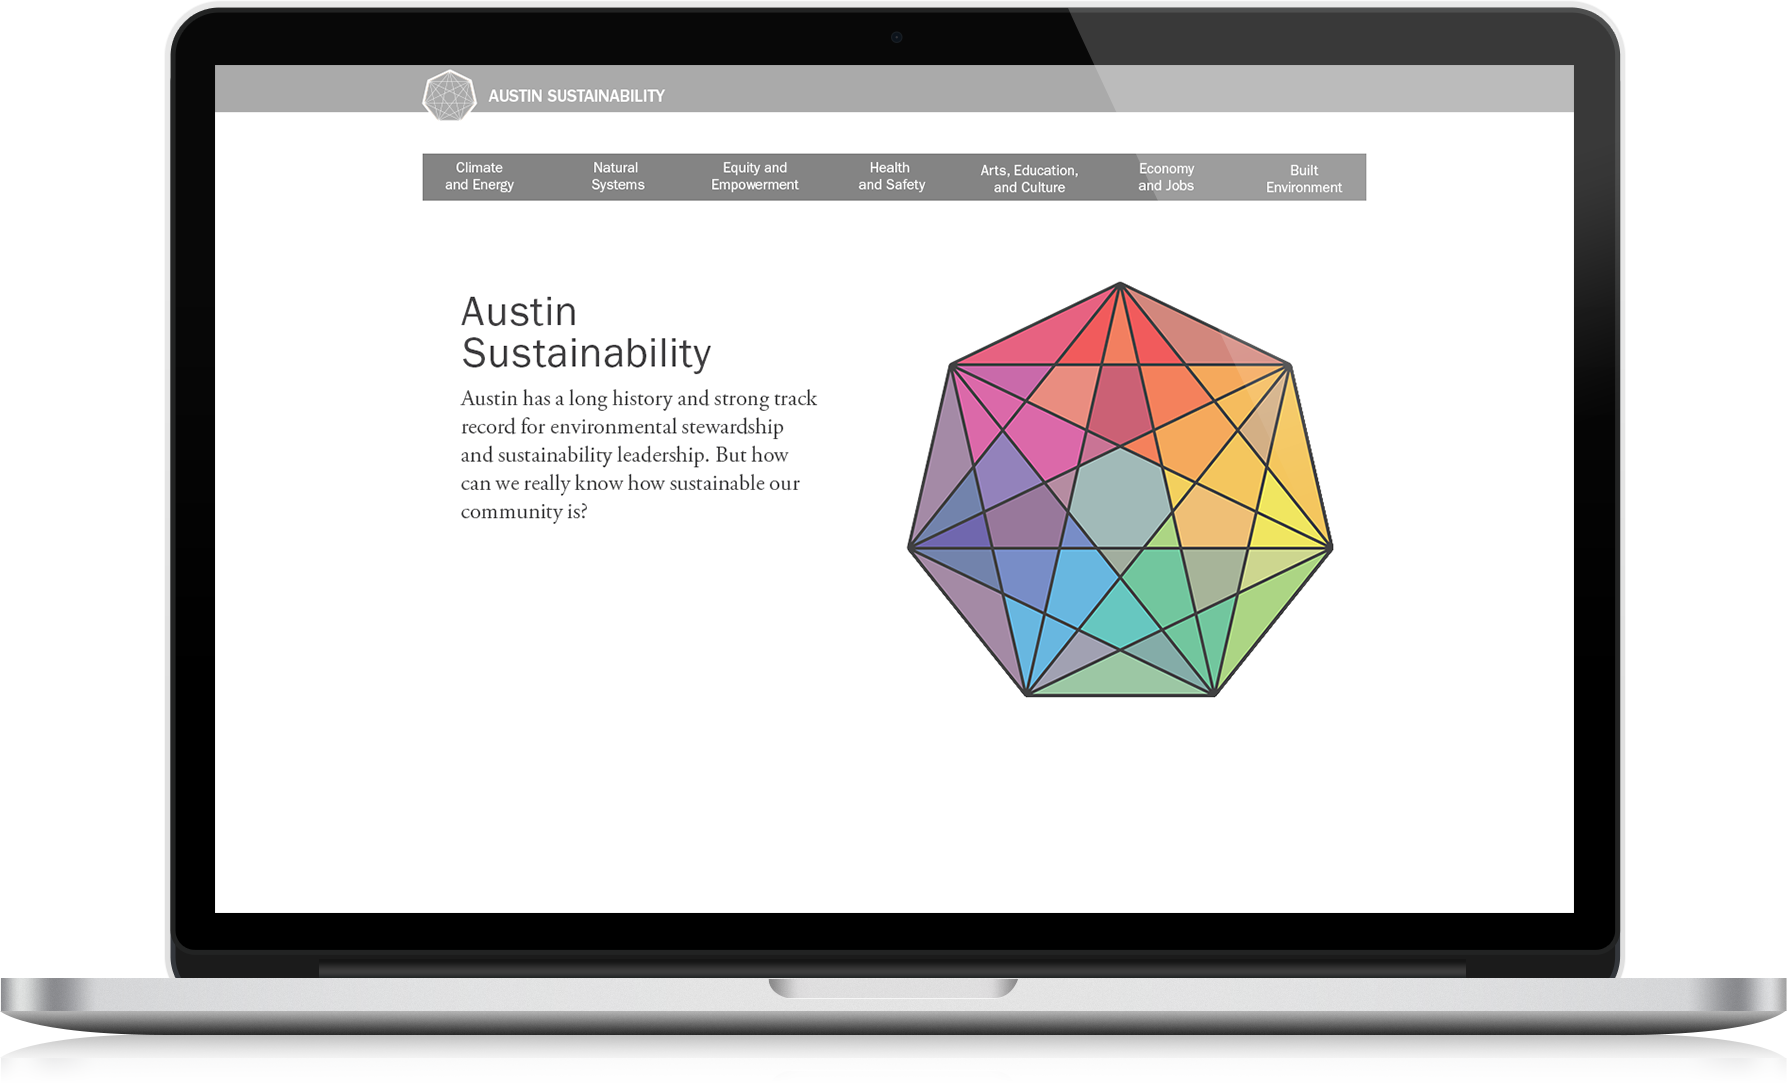 AUSTIN SUSTAINABILITY
Climate
and Energy
Natural
Systems
Equity and
Empowerment
Health
and Safety
Arts, Education,
and Culture
Economy
and Jobs
Built
Environment
Austin
Sustainability
Austin has a long history and strong track
record for environmental stewardship
and sustainability leadership. But how
can we really know how sustainable our
community is?